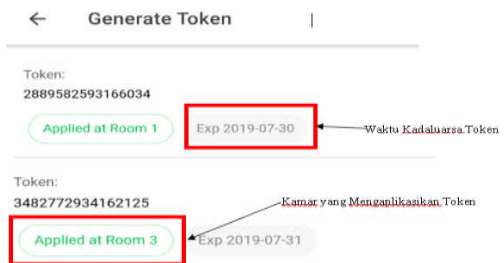 Generate Token
Token:
2889582593166034
Applied at Room 1 Exp 2019-07-30 Waktu Kadaluarsa Token
Token:
3482772934162125
Kamar yang Mengaplikasikan Token
Applied at Room 3 Exp 2019-07-31